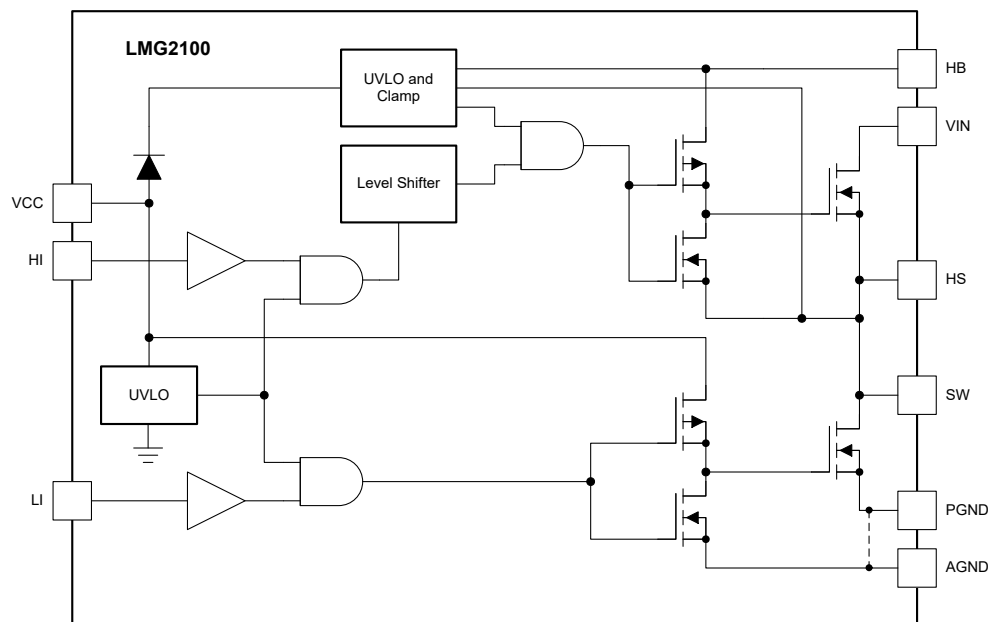 LMG2100
UVLO and
Clamp
HB
VIN
Level Shifter
VCC
HI
HS
UVLO
SW
LI
PGND
AGND